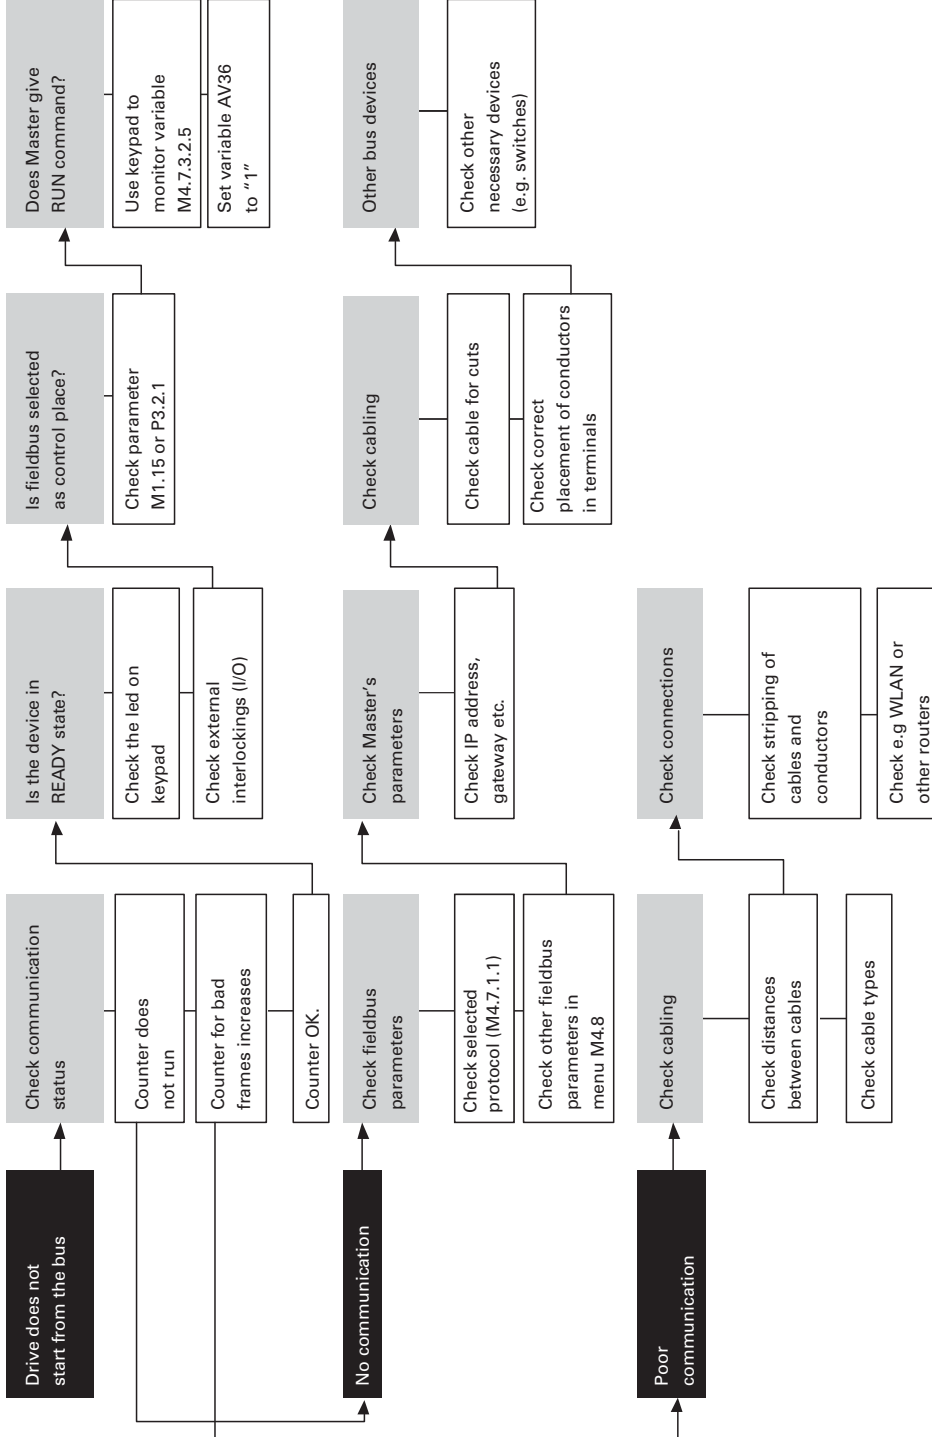 Drive does not
start from the bus
Check communication
status
Counter does
not run
Counter for bad
frames increases
Counter OK.
Is the device in
READY state?
Check the led on
keypad
Check external
interlockings (I/O)
Is fieldbus selected
as control place?
Check parameter
M1.15 or P3.2.1
Does Master give
RUN command?
Use keypad to
monitor variable
M4.7.3.2.5
Set variable AV36
to “1”
No communication
Check fieldbus
parameters
Check selected
protocol (M4.7.1.1)
Check other fieldbus
parameters in
menu M4.8
Check Master's
parameters
Check IP address,
gateway etc.
Check cabling
Check cable for cuts
Check correct
placement of conductors
in terminals
Other bus devices
Check other
necessary devices
(e.g. switches)
Poor
communication
Check cabling
Check distances
between cables
Check cable types
Check connections
Check stripping of
cables and
conductors
Check e.g WLAN or
other routers